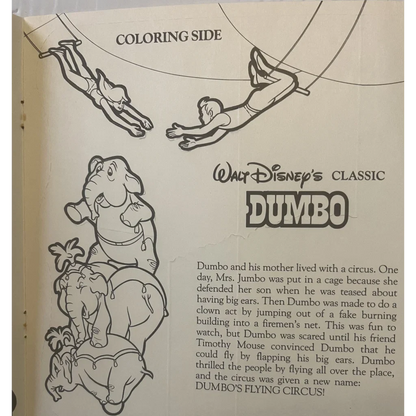 COLORING SIDE
WALT DISNEY'S CLASSIC
DUMBO
Dumbo and his mother lived with a circus. One
day, Mrs. Jumbo was put in a cage because she
defended her son when he was teased about
having big ears. Then Dumbo was made to do a
clown act by jumping out of a fake burning
building into a firemen's net. This was fun to
watch, but Dumbo was scared until his friend
Timothy Mouse convinced Dumbo that he
could fly by flapping his big ears. Dumbo
thrilled the people by flying all over the place,
and the circus was given a new name:
DUMBO'S FLYING CIRCUS!